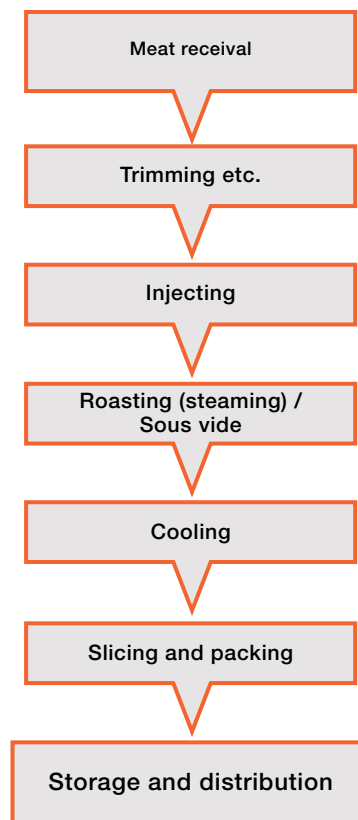 Meat receival
Trimming etc.
Injecting
Roasting (steaming) /
Sous vide
Cooling
Slicing and packing
Storage and distribution